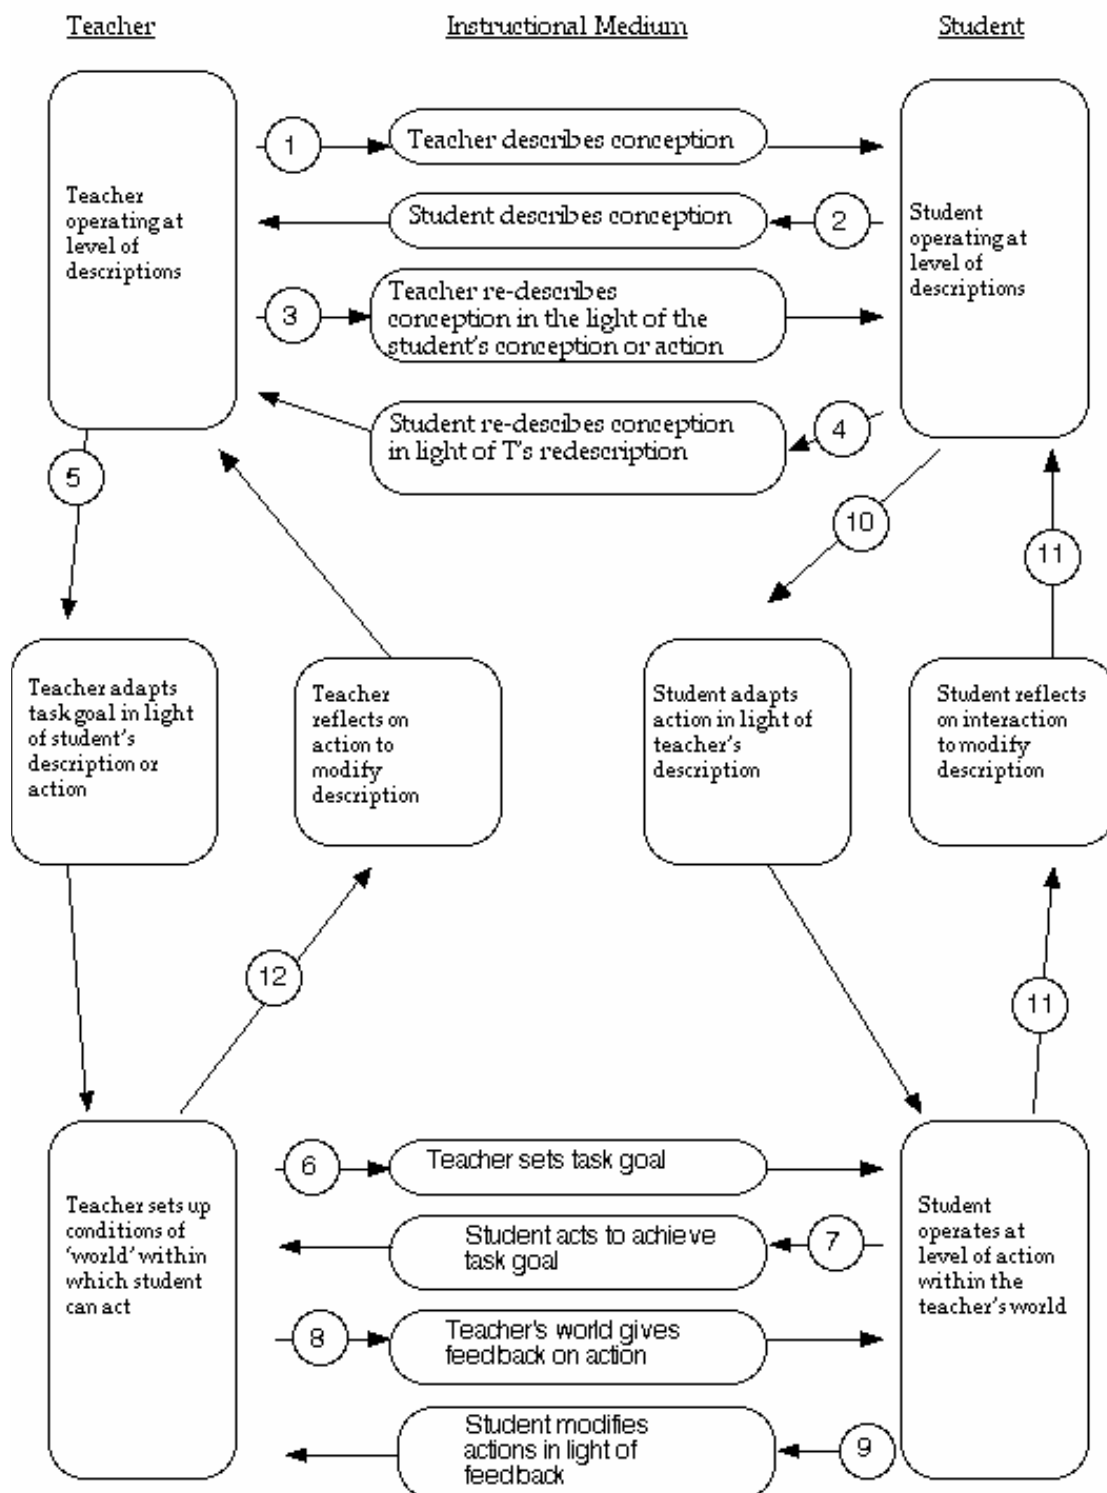 Teacher
Instructional Medium
Student
1
Teacher describes conception
Student describes conception
2
3
Teacher re-describes
conception in the light of the
student's conception or action
Student re-descibes conception
in light of T's redescription
4
Teacher
operating at
level of
descriptions
Student
operating at
level of
descriptions
5
10
11
Teacher adapts
task goal in light
of student's
description or
action
Teacher
reflects on
action to
modify
description
Student adapts
action in light of
teacher's
description
Student reflects
on interaction
to modify
description
12
11
6
Teacher sets task goal
Student acts to achieve
task goal
7
8
Teacher's world gives
feedback on action
Student modifies
actions in light of
feedback
9
Teacher sets up
conditions of
'world' within
which student
can act
Student
operates at
level of action
within the
teacher's world